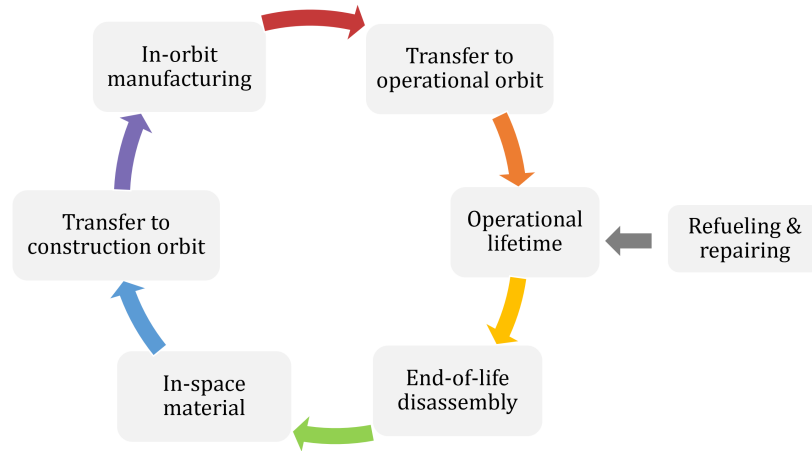 In-orbit
manufacturing
Transfer to
operational orbit
Operational
lifetime
Refueling &
repairing
End-of-life
disassembly
In-space
material
Transfer to
construction orbit